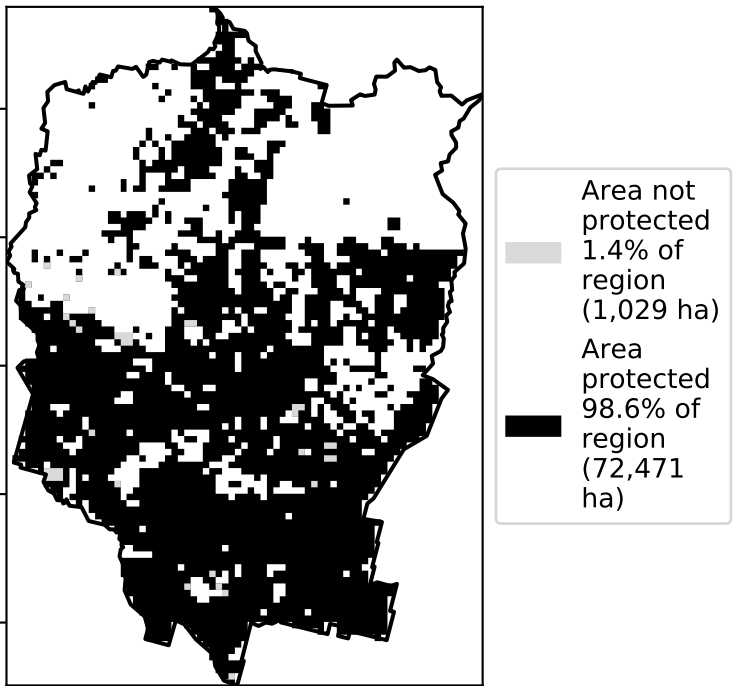 Area not
protected
1.4% of
region
(1,029 ha)
Area
protected
98.6% of
region
(72,471
ha)